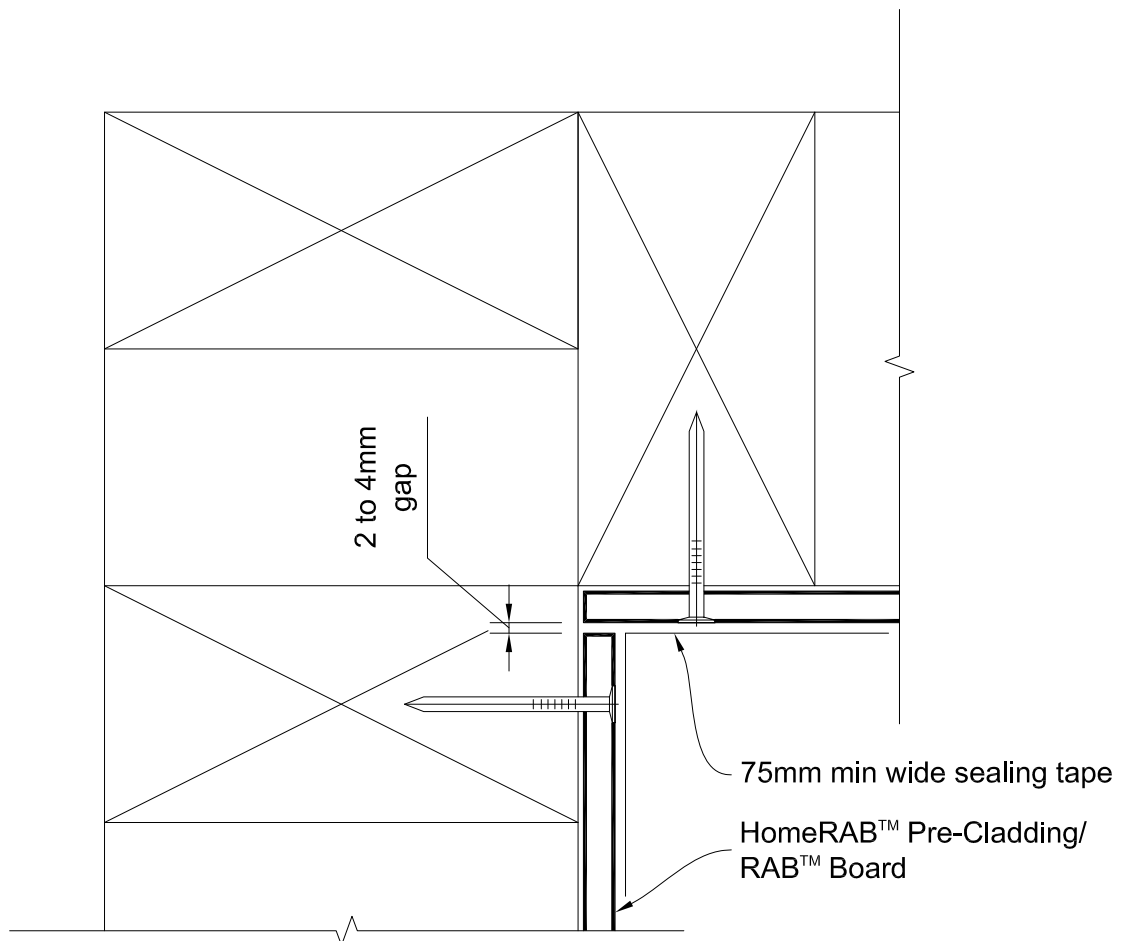 2 to 4mm
gap
75mm min wide sealing tape
HomeRAB™ Pre-Cladding/
RAB™ Board